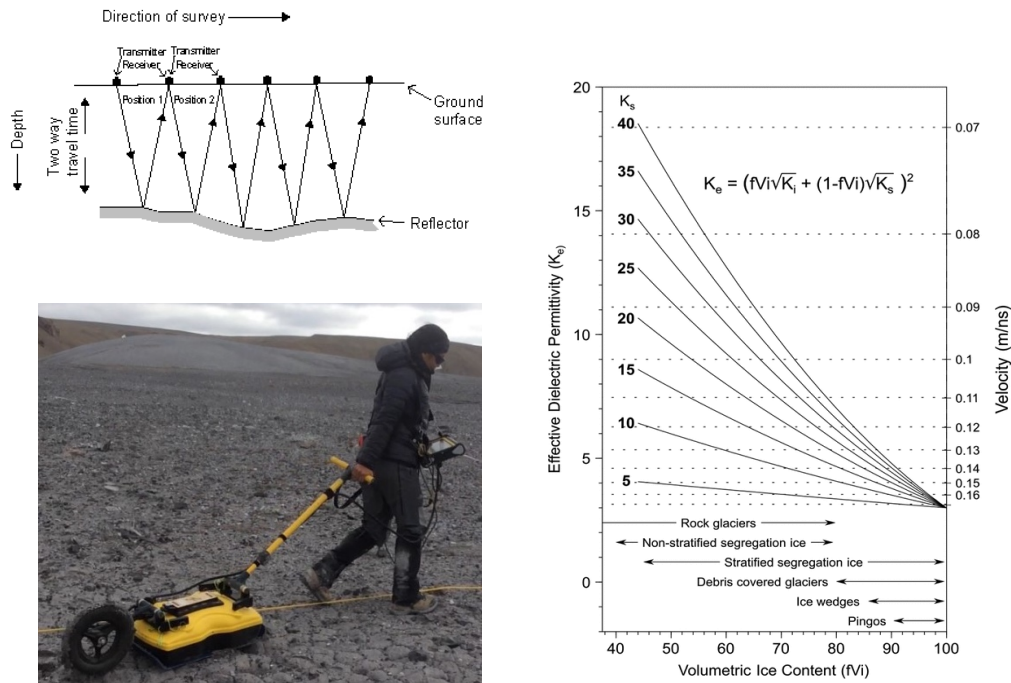 Direction of survey
Transmitter Transmitter
Receiver Receiver
Position 1 Position 2
Ground
surface
Depth
Two way
travel time
Reflector
Effective Dielectric Permittivity (Kₑ)
20
15
10
5
0
Kₛ
40
35
30
25
20
15
10
5
Kₑ = (fVi√Kᵢ + (1-fVi)√Kₛ )²
0.07
0.08
0.09
0.1
0.11
0.12
0.13
0.14
0.15
0.16
Velocity (m/ns)
Rock glaciers
Non-stratified segregation ice
Stratified segregation ice
Debris covered glaciers
Ice wedges
Pingos
40 50 60 70 80 90 100
Volumetric Ice Content (fVi)